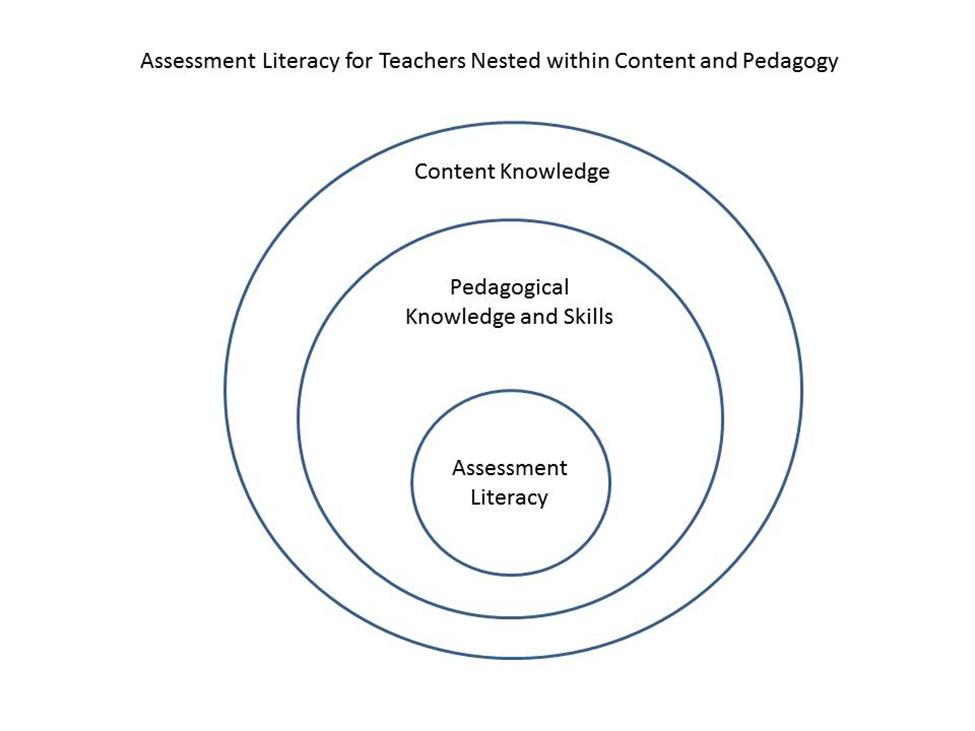 Assessment Literacy for Teachers Nested within Content and Pedagogy
Content Knowledge
Pedagogical
Knowledge and Skills
Assessment
Literacy